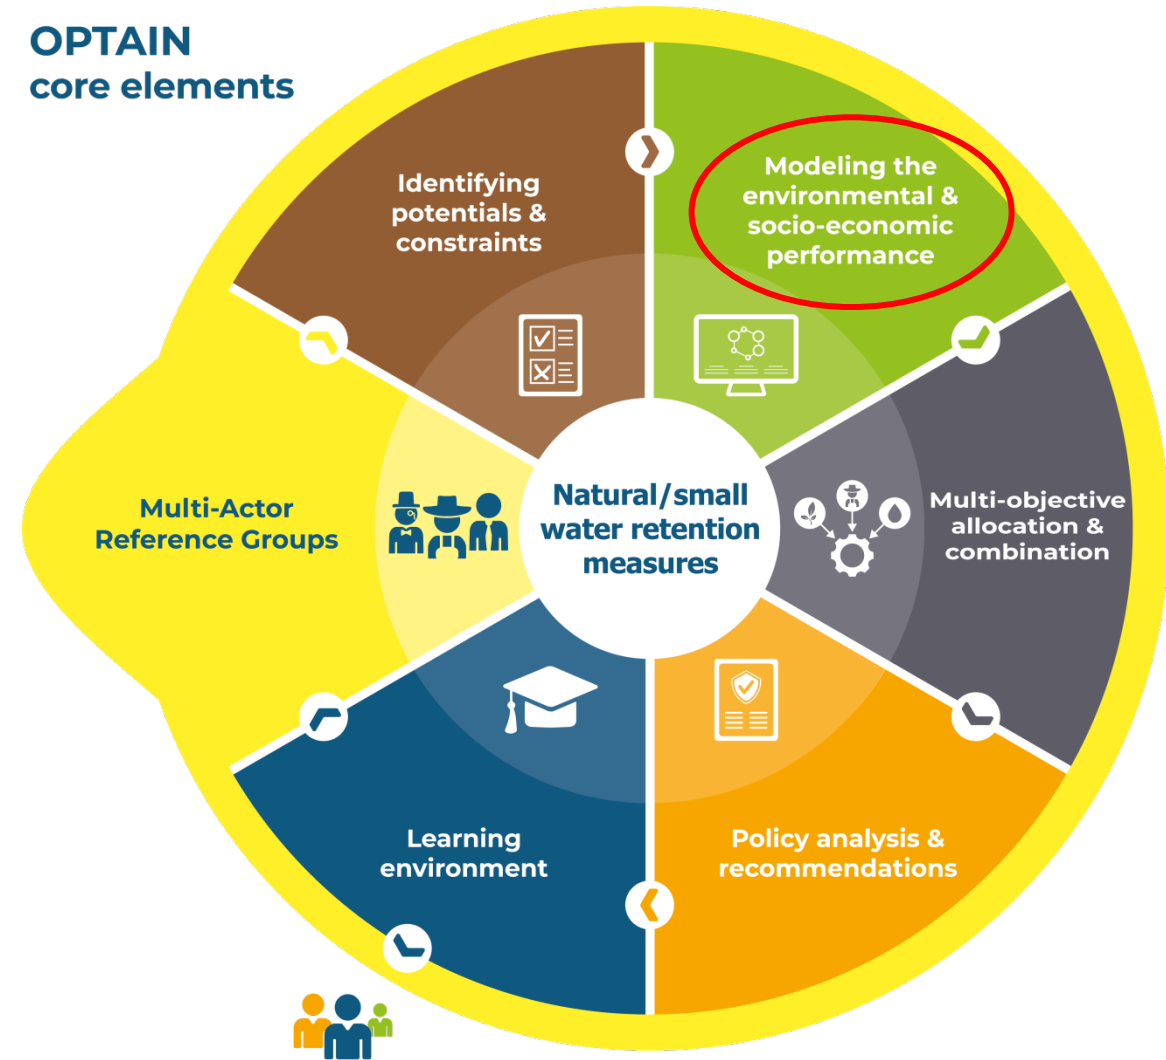 OPTAIN
core elements
Identifying
potentials &
constraints
Modeling the
environmental &
socio-economic
performance
Multi-objective
allocation &
combination
Policy analysis &
recommendations
Learning
environment
Multi-Actor
Reference Groups
Natural/small
water retention
measures